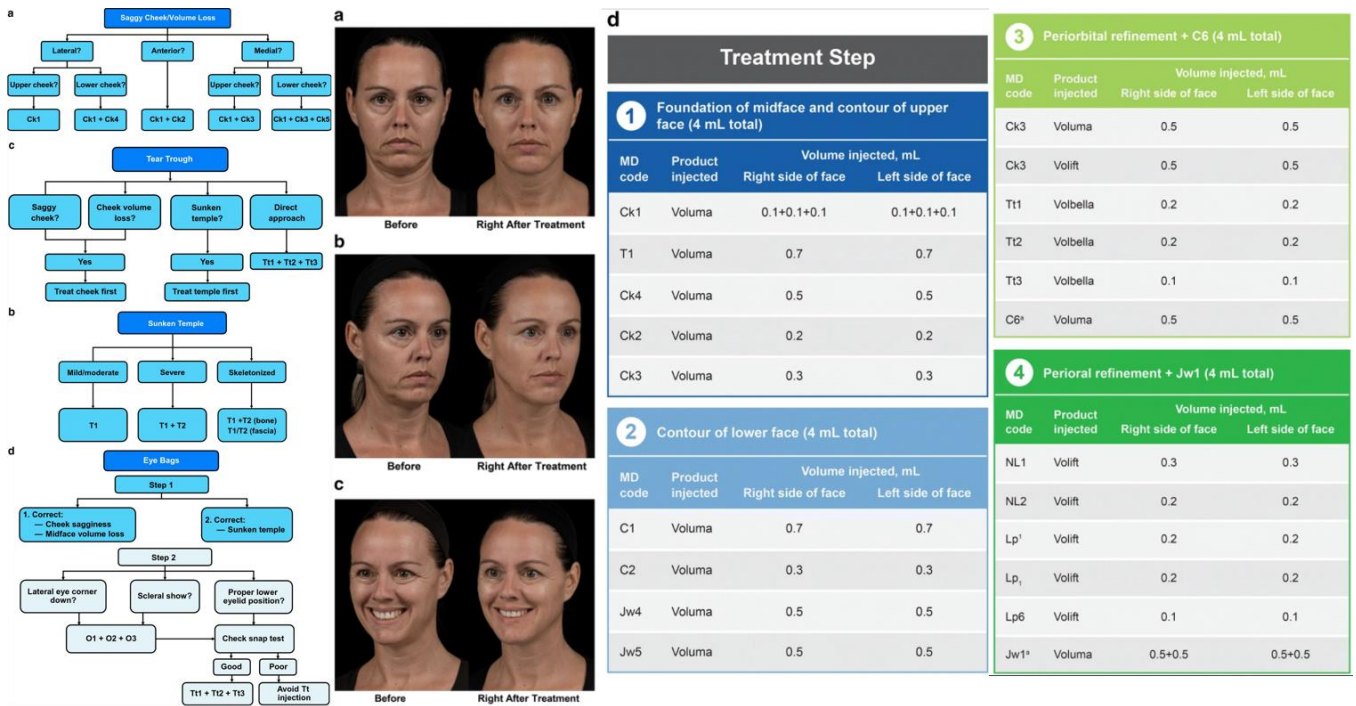 a
Saggy Cheek/Volume Loss
Lateral?
Anterior?
Medial?
Upper cheek?
Lower cheek?
Upper cheek?
Lower cheek?
Ck1
Ck1 + Ck4
Ck1 + Ck2
Ck1 + Ck3
Ck1 + Ck3 + Ck5
c
Tear Trough
Saggy
cheek?
Cheek volume
loss?
Sunken
temple?
Direct
approach
Yes
Yes
Tt1 + Tt2 + Tt3
Treat cheek first
Treat temple first
b
Sunken Temple
Mild/moderate
Severe
Skeletonized
T1
T1 + T2
T1 +T2 (bone)
T1/T2 (fascia)
d
Eye Bags
Step 1
1. Correct:
— Cheek sagginess
— Midface volume loss
2. Correct:
— Sunken temple
Step 2
Lateral eye corner
down?
Scleral show?
Proper lower
eyelid position?
O1 + O2 + O3
Check snap test
Good
Poor
Tt1 + Tt2 + Tt3
Avoid Tt
injection
a
Before
Right After Treatment
b
Before
Right After Treatment
c
Before
Right After Treatment
d
Treatment Step
1
Foundation of midface and contour of upper
face (4 mL total)
MD
code
Product
injected
Volume injected, mL
Right side of face
Left side of face
Ck1 Voluma 0.1+0.1+0.1 0.1+0.1+0.1
T1 Voluma 0.7 0.7
Ck4 Voluma 0.5 0.5
Ck2 Voluma 0.2 0.2
Ck3 Voluma 0.3 0.3
2
Contour of lower face (4 mL total)
MD
code
Product
injected
Volume injected, mL
Right side of face
Left side of face
C1 Voluma 0.7 0.7
C2 Voluma 0.3 0.3
Jw4 Voluma 0.5 0.5
Jw5 Voluma 0.5 0.5
3
Periorbital refinement + C6 (4 mL total)
MD
code
Product
injected
Volume injected, mL
Right side of face
Left side of face
Ck3 Voluma 0.5 0.5
Ck3 Volift 0.5 0.5
Tt1 Volbella 0.2 0.2
Tt2 Volbella 0.2 0.2
Tt3 Volbella 0.1 0.1
C6ª Voluma 0.5 0.5
4
Perioral refinement + Jw1 (4 mL total)
MD
code
Product
injected
Volume injected, mL
Right side of face
Left side of face
NL1 Volift 0.3 0.3
NL2 Volift 0.2 0.2
Lp¹ Volift 0.2 0.2
Lp₁ Volift 0.2 0.2
Lp6 Volift 0.1 0.1
Jw1ª Voluma 0.5+0.5 0.5+0.5